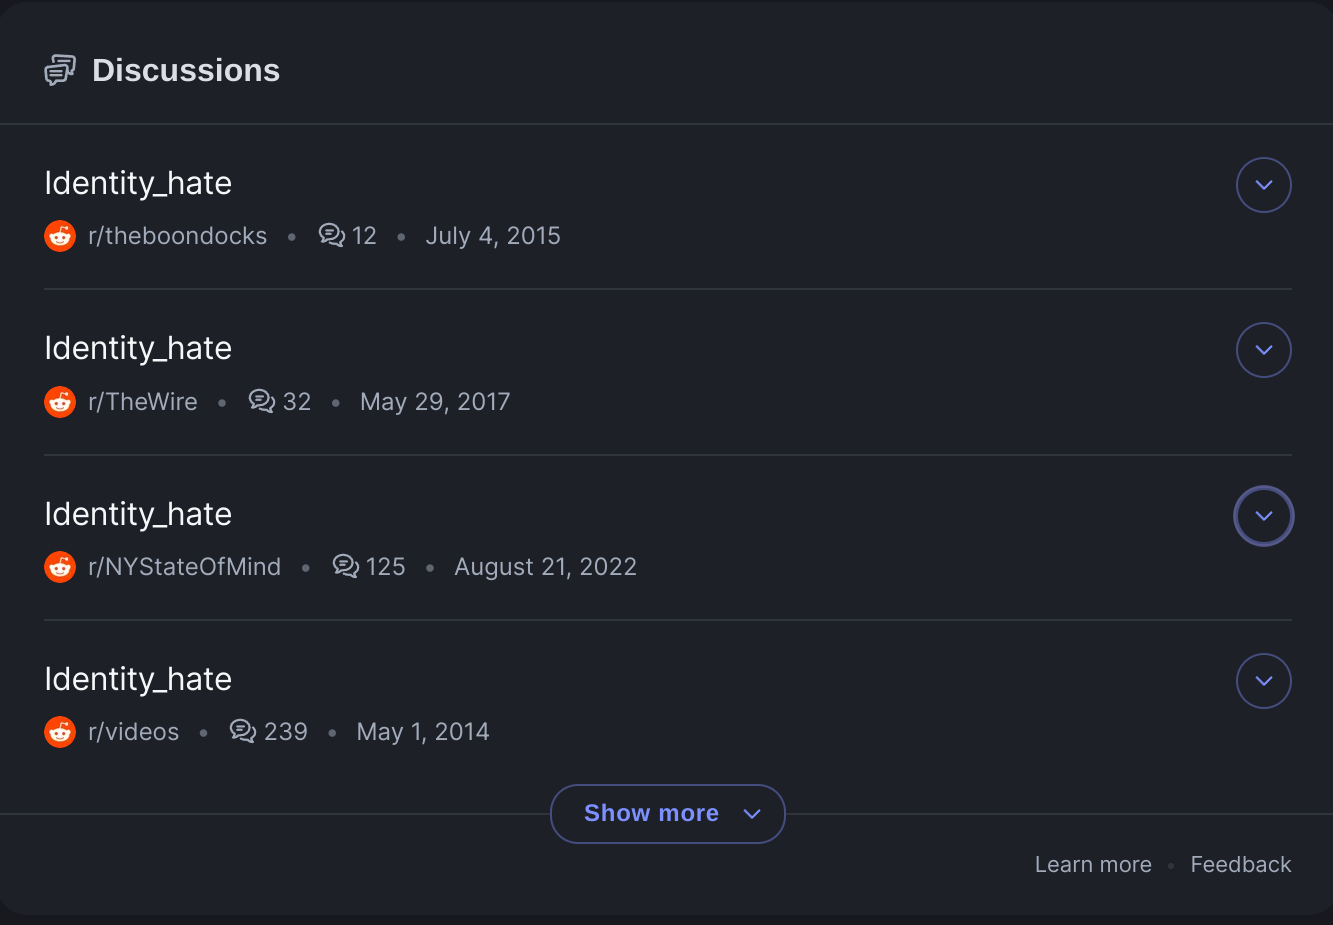 Discussions
Identity_hate
r/theboondocks • 12 • July 4, 2015
Identity_hate
r/TheWire • 32 • May 29, 2017
Identity_hate
r/NYStateOfMind • 125 • August 21, 2022
Identity_hate
r/videos • 239 • May 1, 2014
Show more
Learn more • Feedback